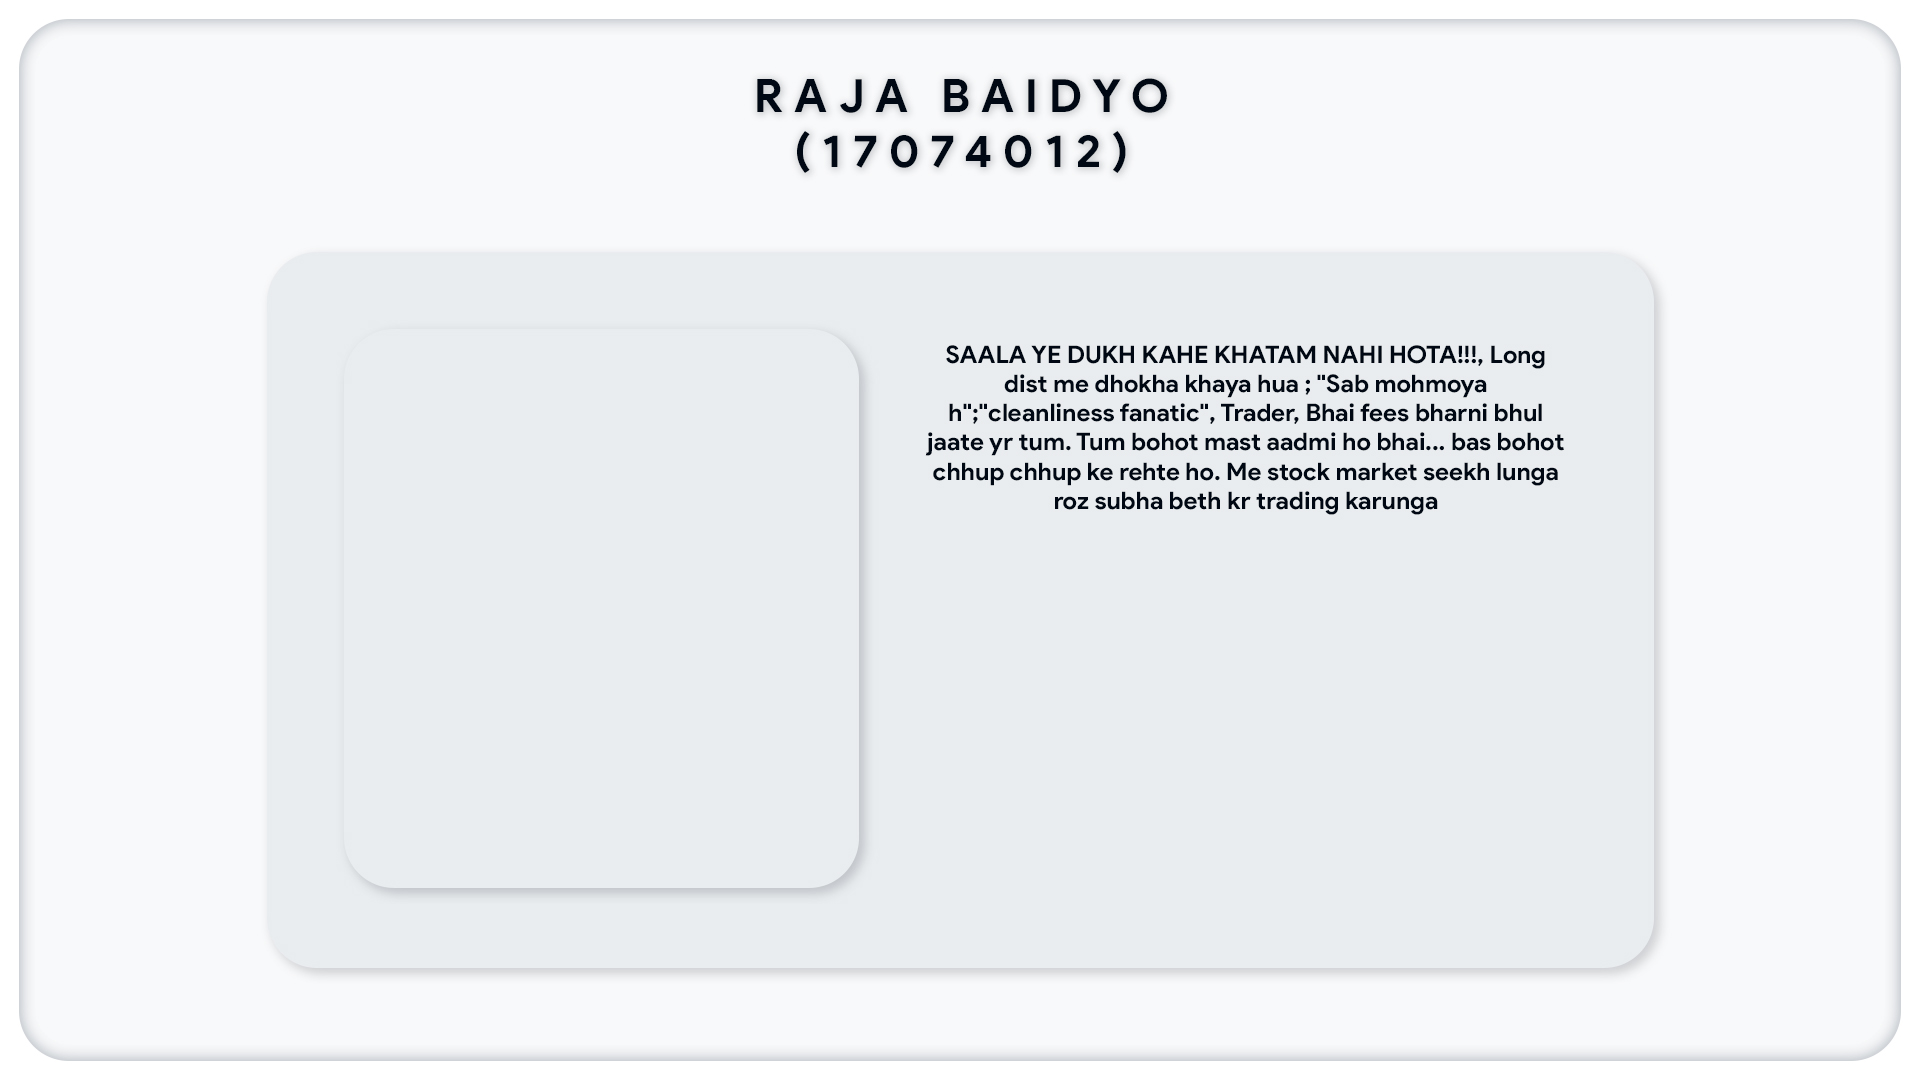 RAJA BAIDYO
(17074012)
SAALA YE DUKH KAHE KHATAM NAHI HOTA!!!, Long
dist me dhokha khaya hua ; "Sab mohmoya
h";"cleanliness fanatic", Trader, Bhai fees bharni bhul
jaate yr tum. Tum bohot mast aadmi ho bhai... bas bohot
chhup chhup ke rehte ho. Me stock market seekh lunga
roz subha beth kr trading karunga